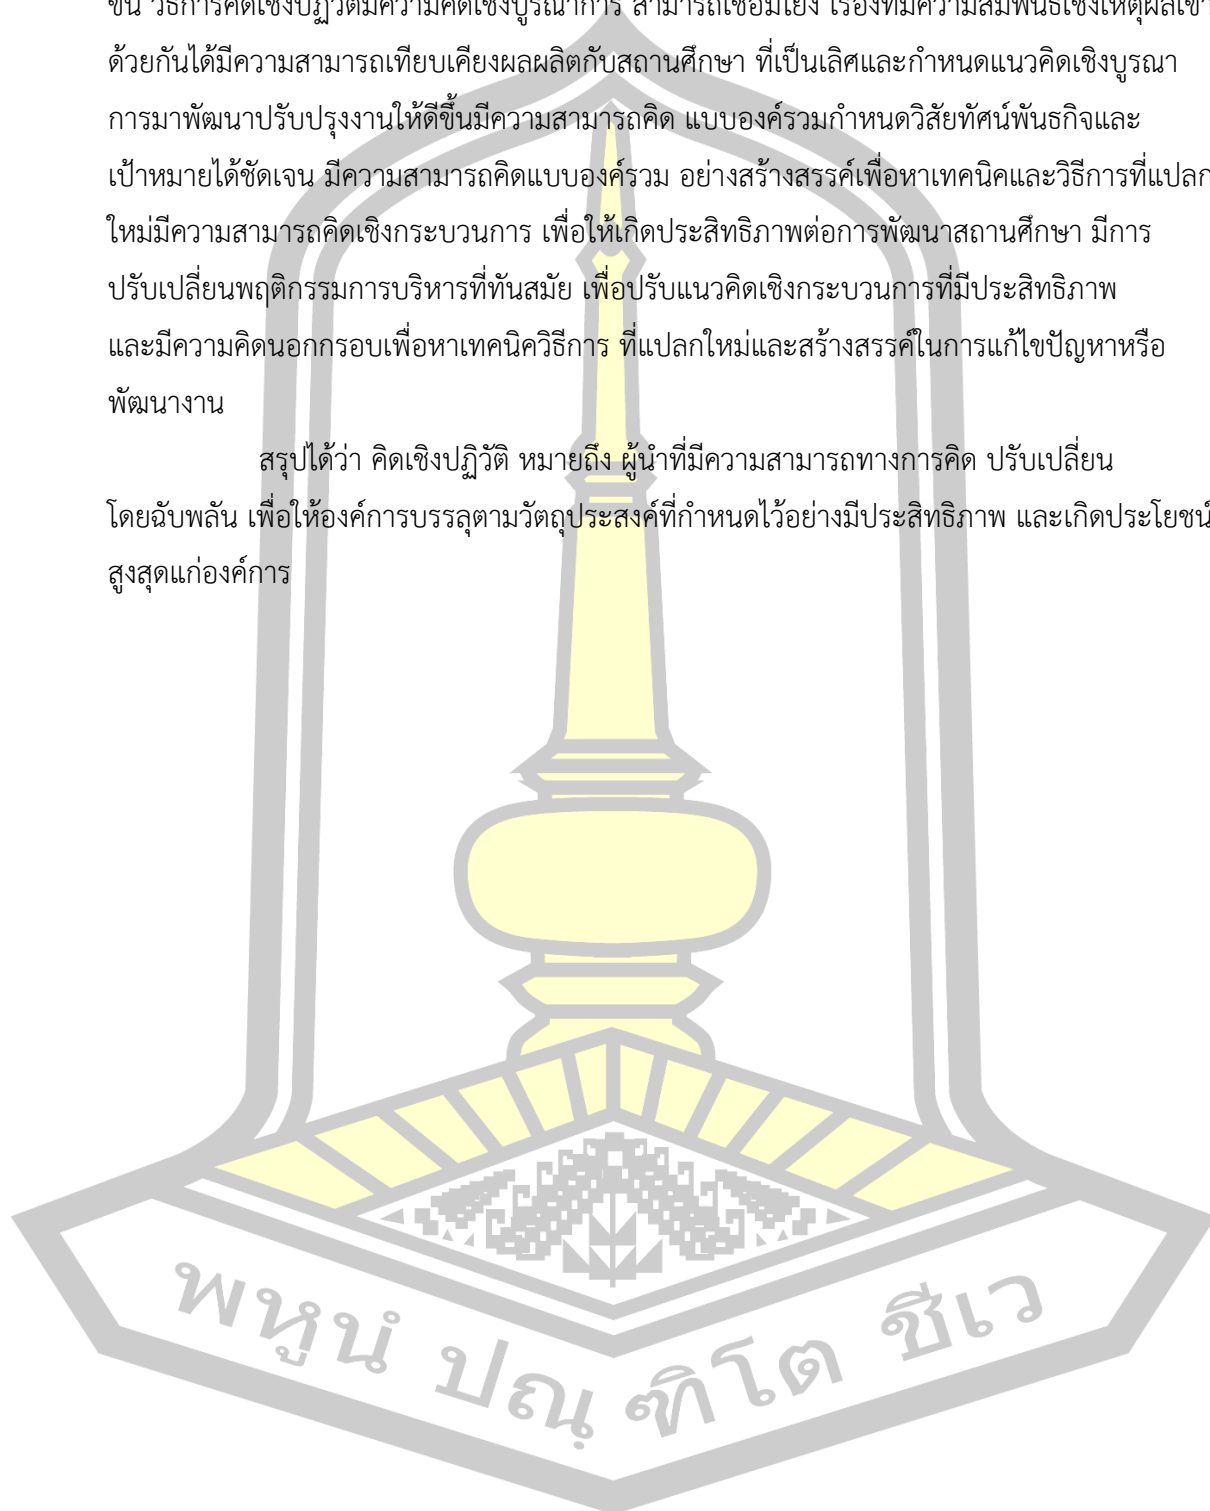 ขึ้น วิธีการคิดเชิงปฏิวัติมีความคิดเชิงบูรณาการ สามารถเชื่อมโยง เรื่องที่มีความสัมพันธ์เชิงเหตุผลเข้า
ด้วยกันได้มีความสามารถเทียบเคียงผลผลิตกับสถานศึกษา ที่เป็นเลิศและกำหนดแนวคิดเชิงบูรณา
การมาพัฒนาปรับปรุงงานให้ดีขึ้นมีความสามารถคิด แบบองค์รวมกำหนดวิสัยทัศน์พันธกิจและ
เป้าหมายได้ชัดเจน มีความสามารถคิดแบบองค์รวม อย่างสร้างสรรค์เพื่อหาเทคนิคและวิธีการที่แปลก
ใหม่มีความสามารถคิดเชิงกระบวนการ เพื่อให้เกิดประสิทธิภาพต่อการพัฒนาสถานศึกษา มีการ
ปรับเปลี่ยนพฤติกรรมการบริหารที่ทันสมัย เพื่อปรับแนวคิดเชิงกระบวนการที่มีประสิทธิภาพ
และมีความคิดนอกกรอบเพื่อหาเทคนิควิธีการ ที่แปลกใหม่และสร้างสรรค์ในการแก้ไขปัญหาหรือ
พัฒนางาน
สรุปได้ว่า คิดเชิงปฏิวัติ หมายถึง ผู้นำที่มีความสามารถทางการคิด ปรับเปลี่ยน
โดยฉับพลัน เพื่อให้องค์การบรรลุตามวัตถุประสงค์ที่กำหนดไว้อย่างมีประสิทธิภาพ และเกิดประโยชน์
สูงสุดแก่องค์การ
พหูนํ ปณฺฑิโต ชีเว